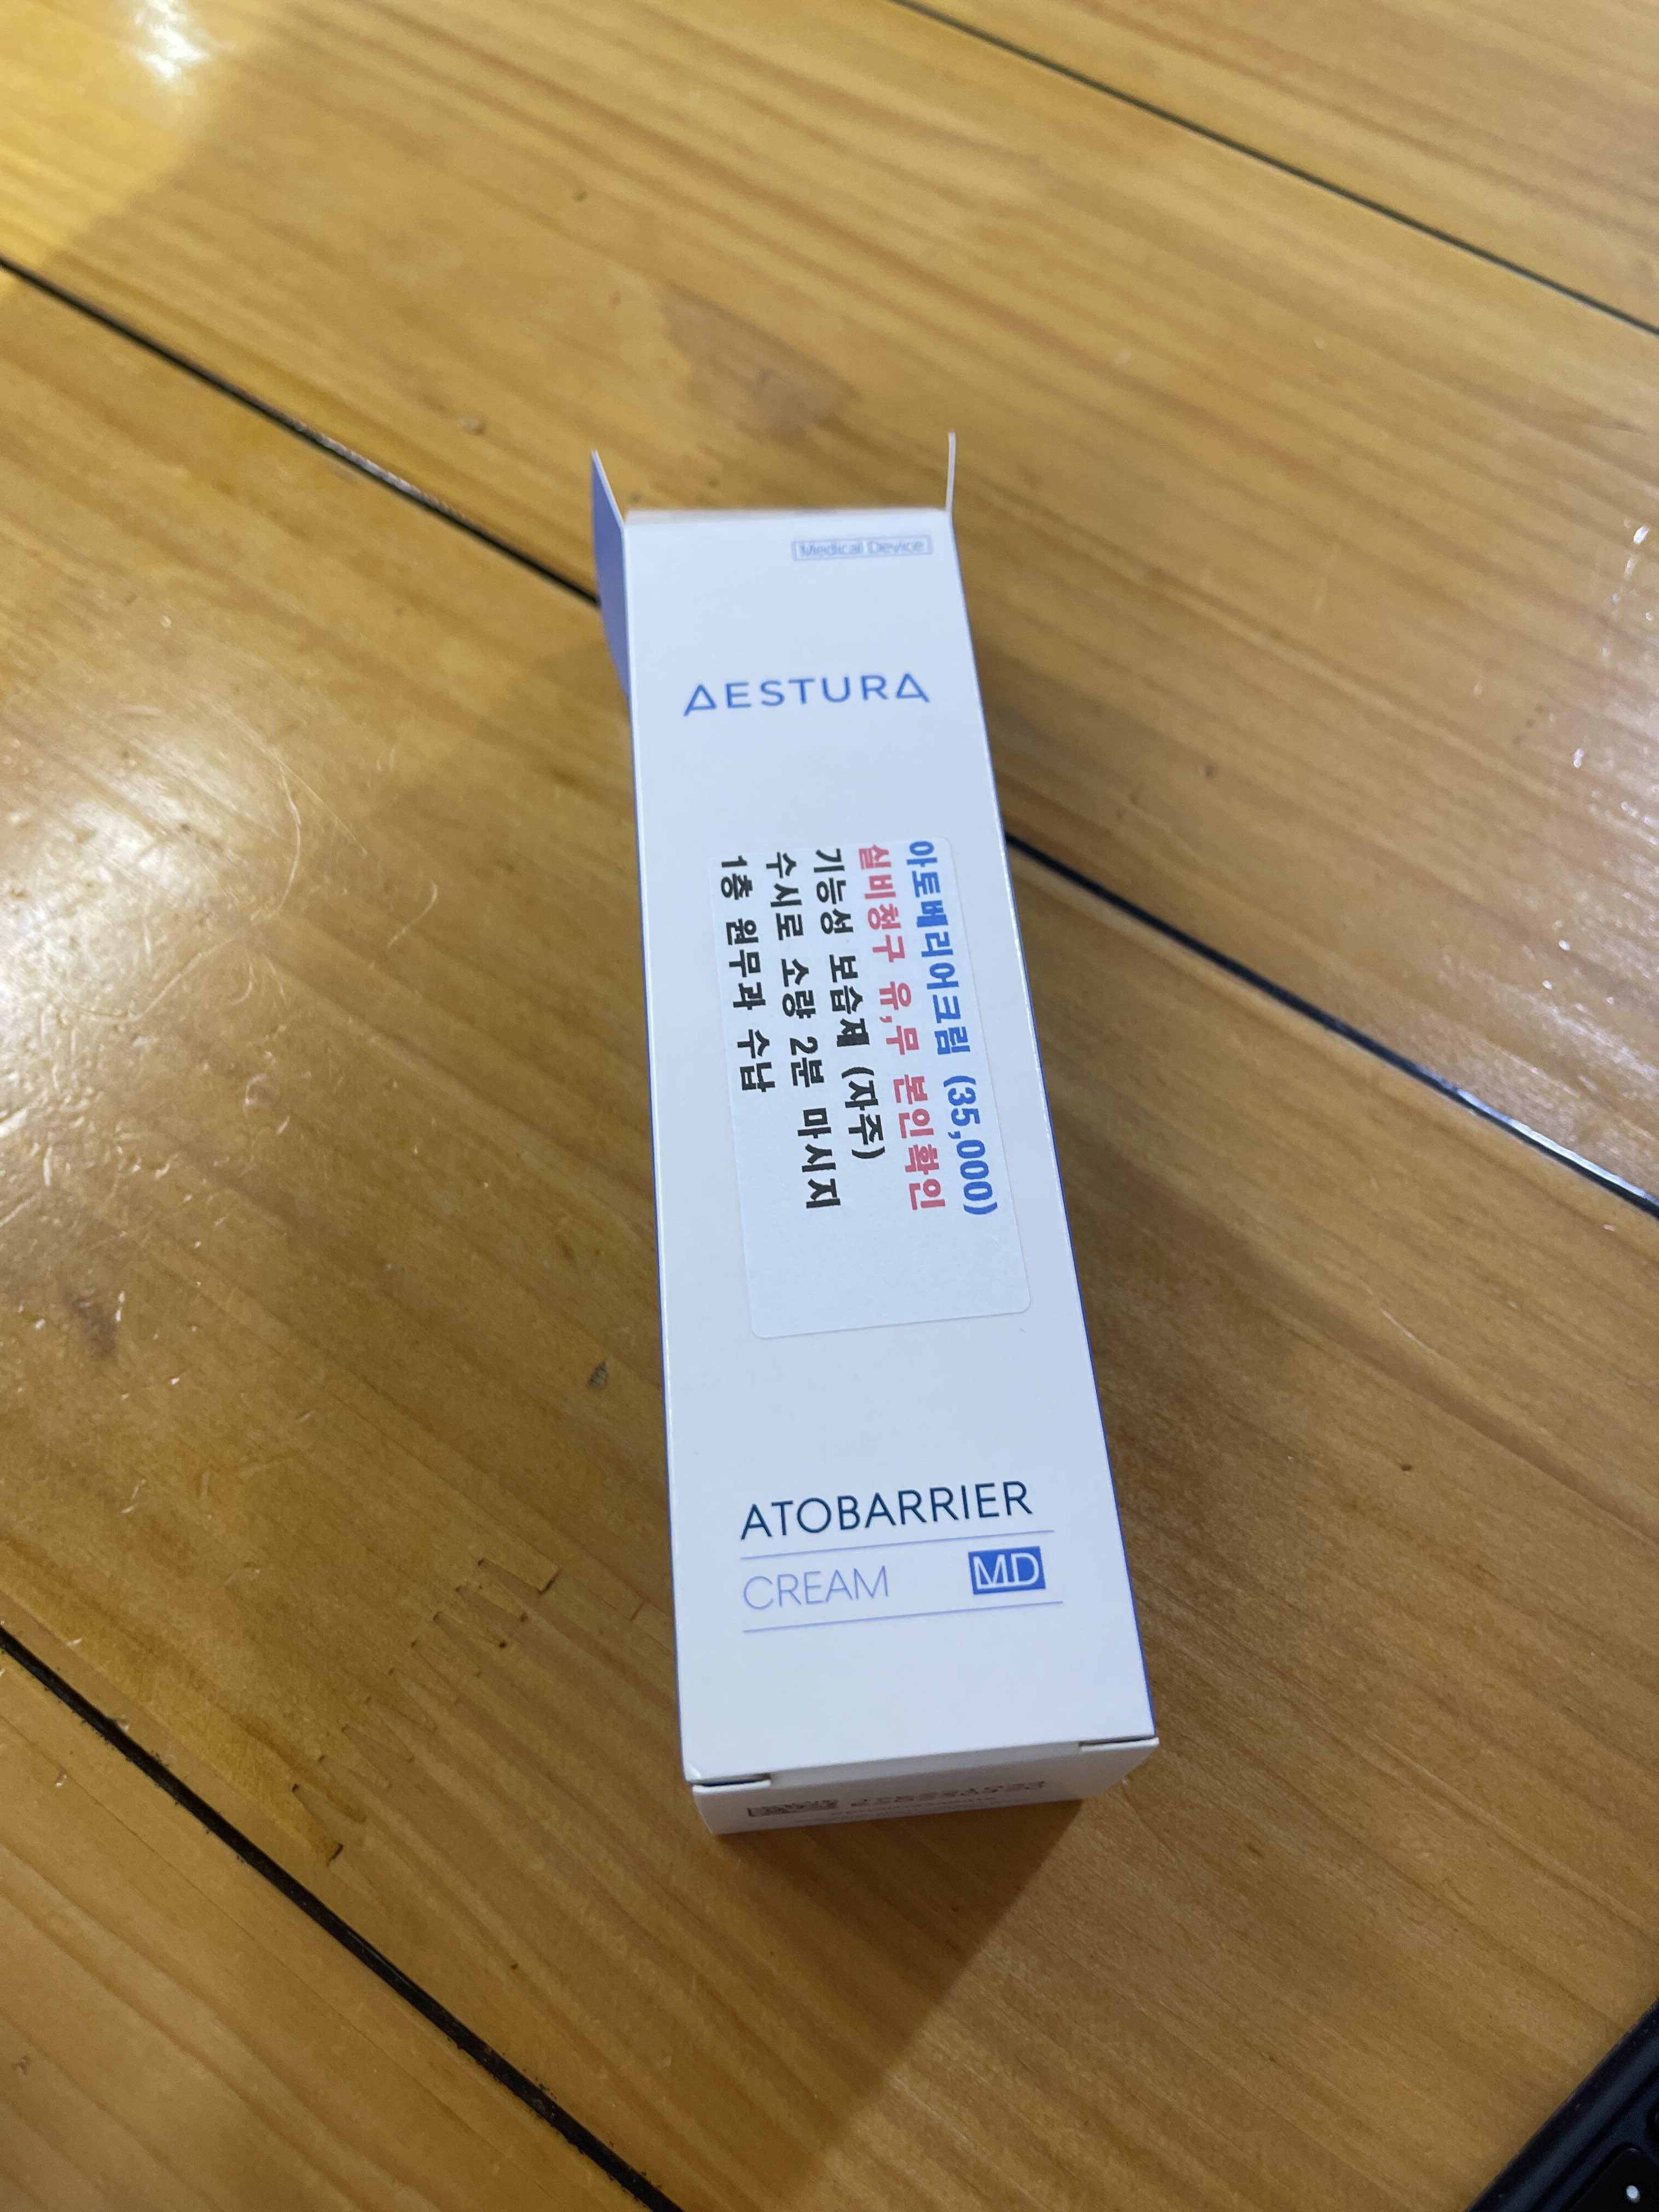 Medical Device
AESTURA
아토베리어크림 (35,000)
실비청구 유,무 본인확인
기능성 보습제 (자주)
수시로 소량 2분 마시지
1층 원무과 수납
ATOBARRIER
CREAM MD